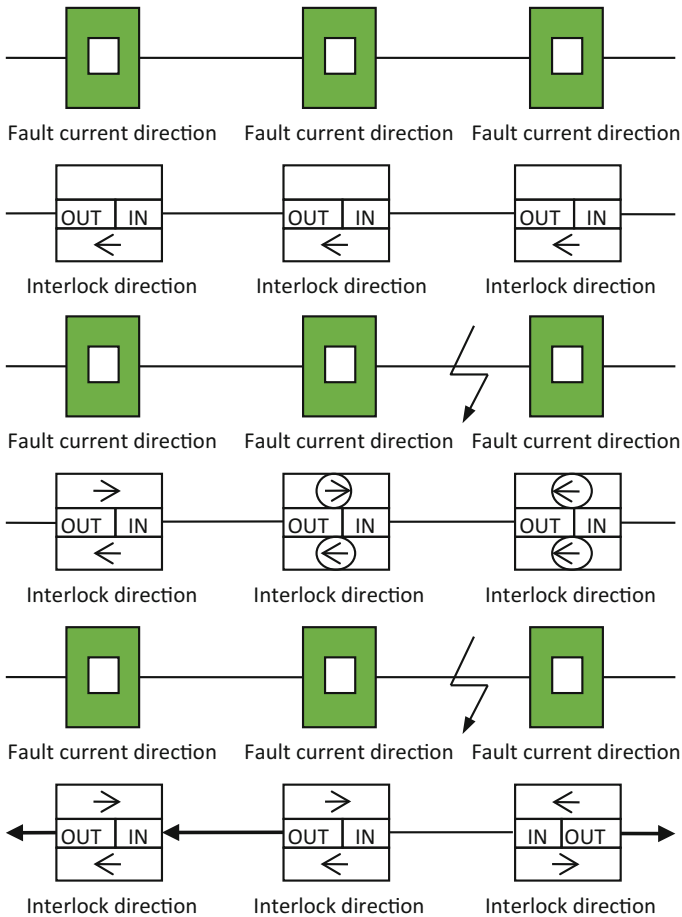 Fault current direction Fault current direction Fault current direction
OUT IN OUT IN OUT IN
Interlock direction Interlock direction Interlock direction
Fault current direction Fault current direction Fault current direction
OUT IN OUT IN OUT IN
Interlock direction Interlock direction Interlock direction
Fault current direction Fault current direction Fault current direction
OUT IN OUT IN IN OUT
Interlock direction Interlock direction Interlock direction